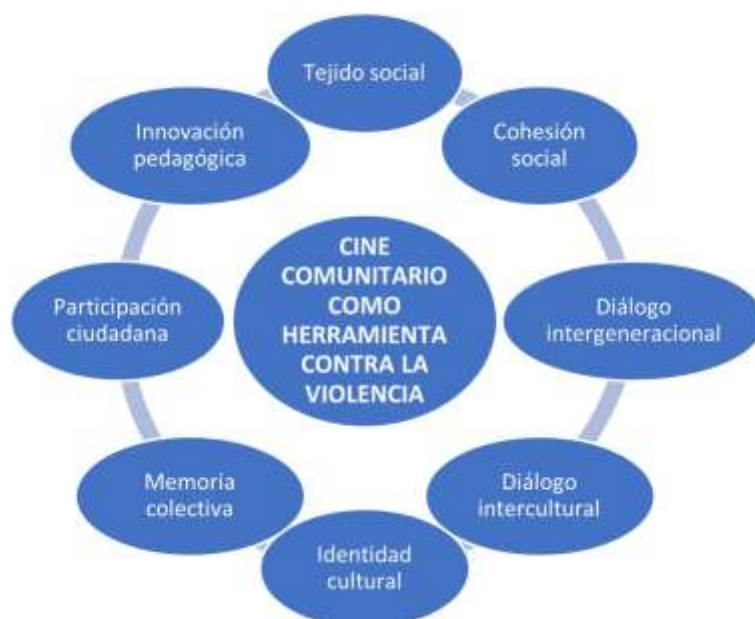 Tejido social
Cohesión
social
Diálogo
intergeneracional
Diálogo
intercultural
Identidad
cultural
Memoria
colectiva
Participación
ciudadana
Innovación
pedagógica
CINE
COMUNITARIO
COMO
HERRAMIENTA
CONTRA LA
VIOLENCIA